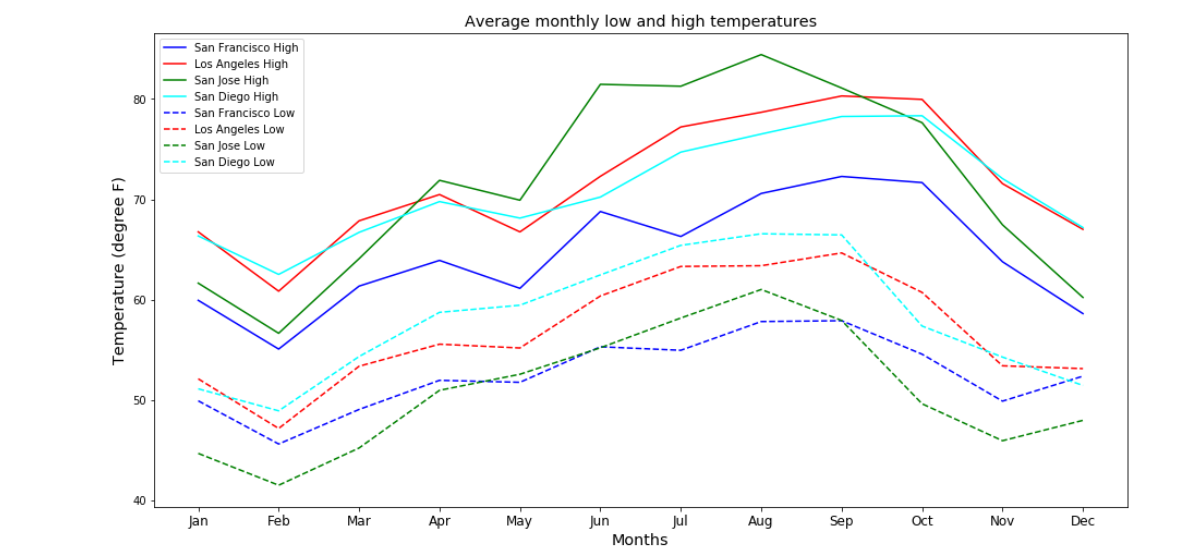 Average monthly low and high temperatures
San Francisco High
Los Angeles High
San Jose High
San Diego High
San Francisco Low
Los Angeles Low
San Jose Low
San Diego Low
Temperature (degree F)
80
70
60
50
40
Jan Feb Mar Apr May Jun Jul Aug Sep Oct Nov Dec
Months